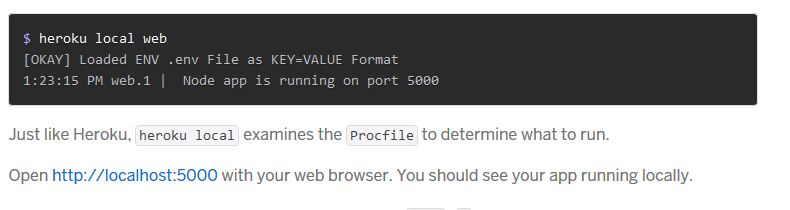 $ heroku local web
[OKAY] Loaded ENV .env File as KEY=VALUE Format
1:23:15 PM web.1 |  Node app is running on port 5000
Just like Heroku, heroku local examines the Procfile to determine what to run.
Open http://localhost:5000 with your web browser. You should see your app running locally.